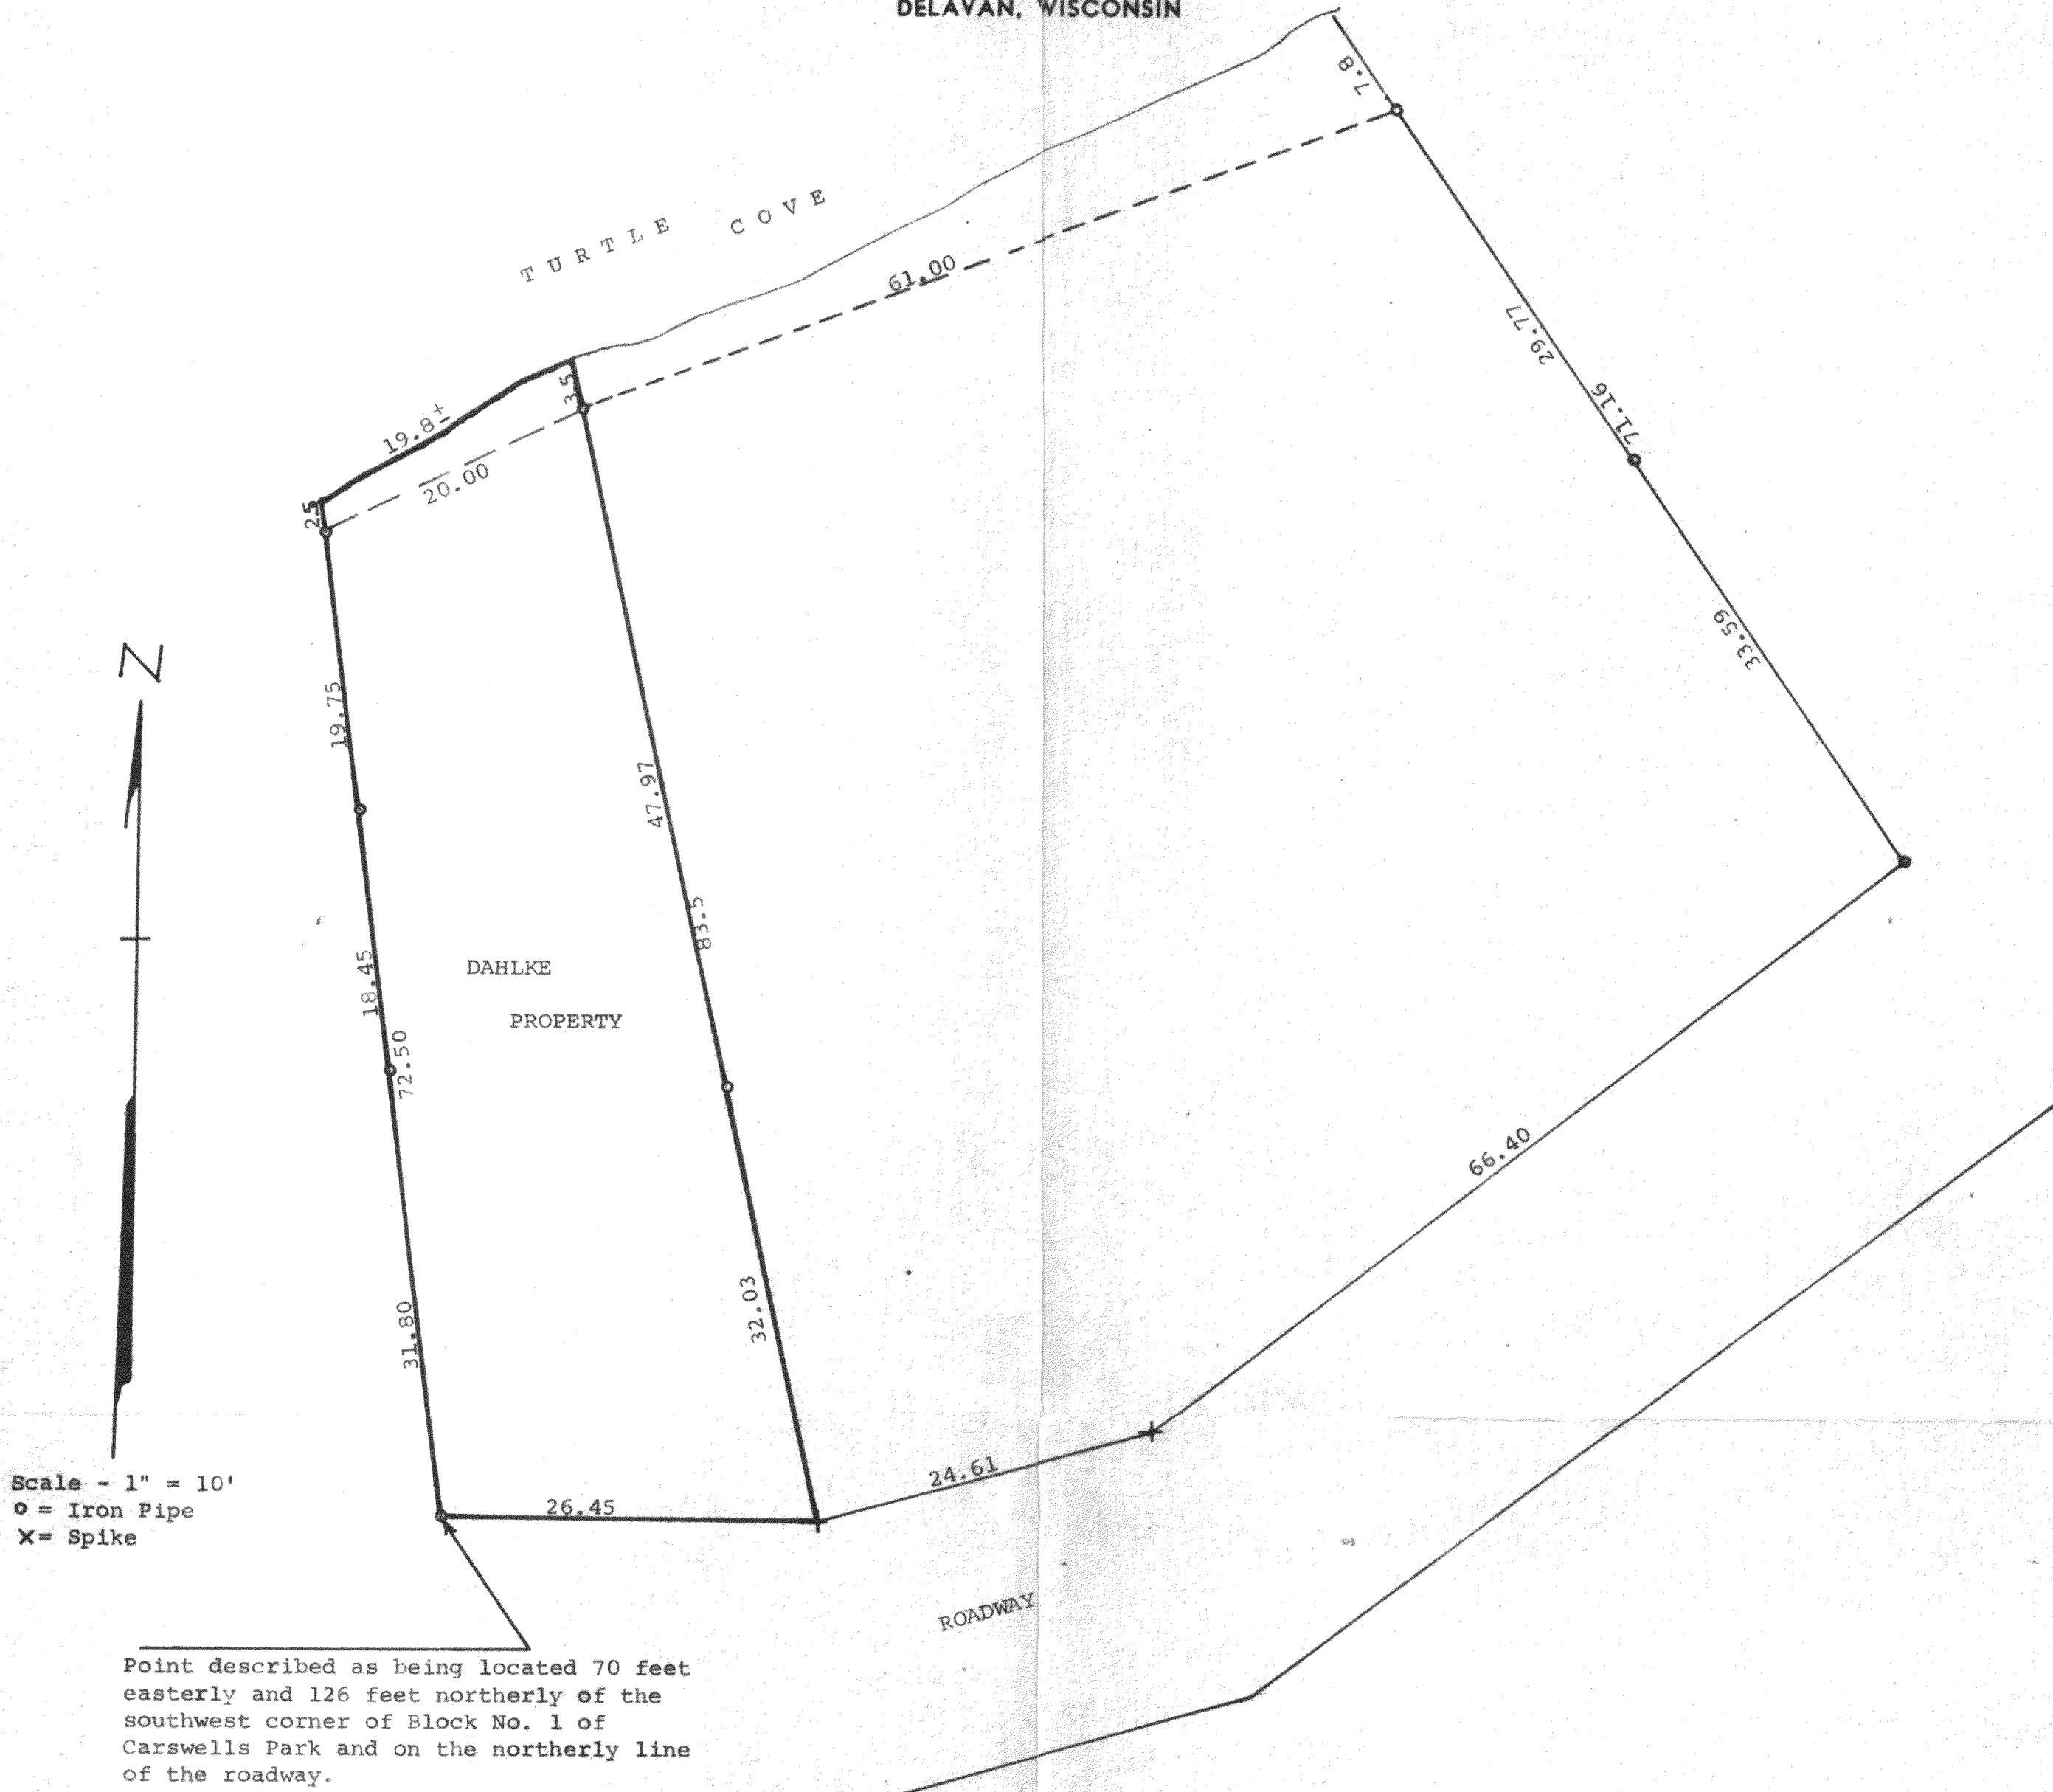 DELAVAN, WISCONSIN
7.8
TURTLE COVE
61.00
3.5
19.8±
20.00
25
29.77
71.16
33.59
N
19.75
47.97
83.5
18.45
DAHLKE
PROPERTY
72.50
66.40
31.80
32.03
24.61
26.45
Scale - 1" = 10'
o = Iron Pipe
X= Spike
ROADWAY
Point described as being located 70 feet
easterly and 126 feet northerly of the
southwest corner of Block No. 1 of
Carswells Park and on the northerly line
of the roadway.